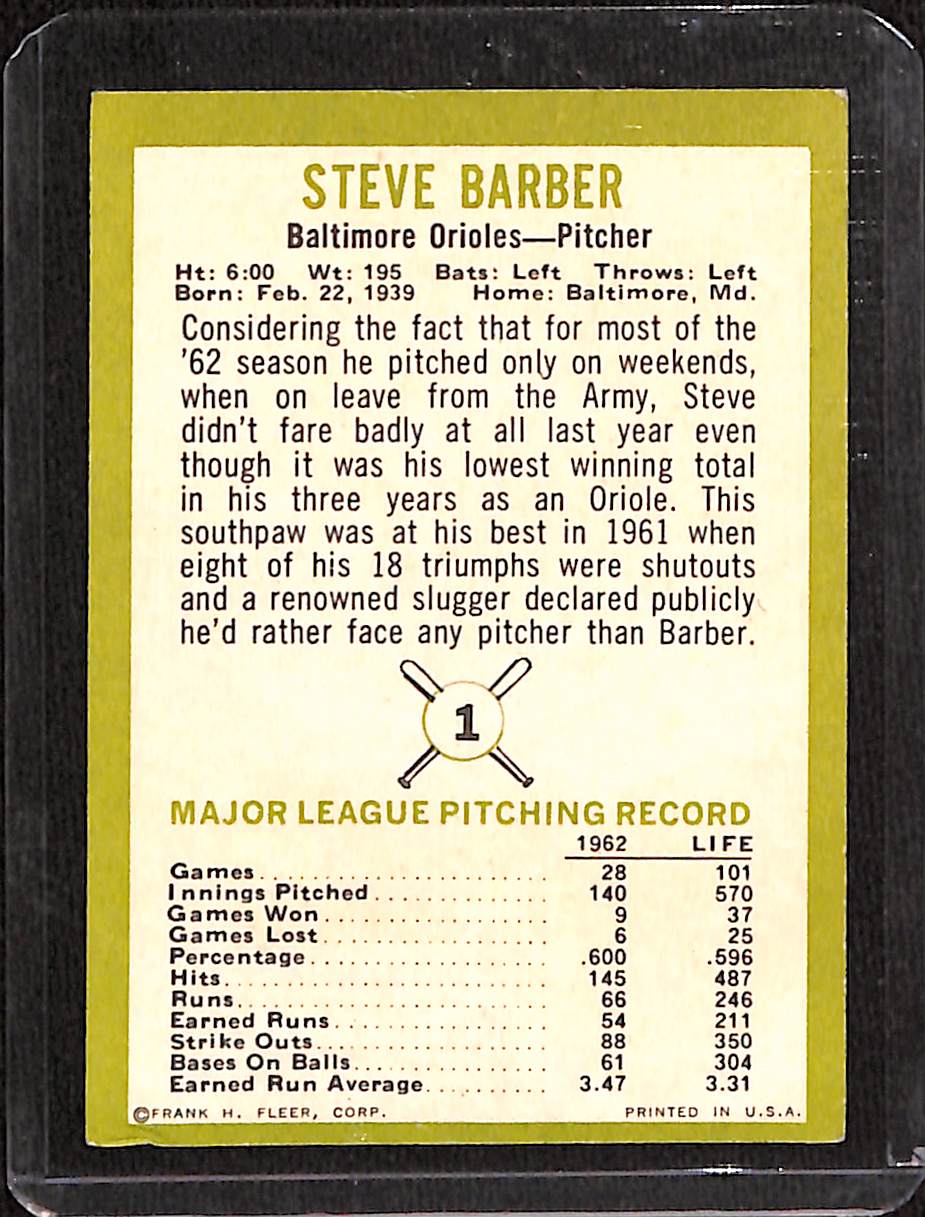 STEVE BARBER
Baltimore Orioles—Pitcher
Ht: 6:00 Wt: 195 Bats: Left Throws: Left
Born: Feb. 22, 1939 Home: Baltimore, Md.
Considering the fact that for most of the
'62 season he pitched only on weekends,
when on leave from the Army, Steve
didn't fare badly at all last year even
though it was his lowest winning total
in his three years as an Oriole. This
southpaw was at his best in 1961 when
eight of his 18 triumphs were shutouts
and a renowned slugger declared publicly
he'd rather face any pitcher than Barber.
1
MAJOR LEAGUE PITCHING RECORD
1962 LIFE
Games...................... 28 101
Innings Pitched............. 140 570
Games Won................. 9 37
Games Lost................. 6 25
Percentage.................. .600 .596
Hits......................... 145 487
Runs........................ 66 246
Earned Runs................ 54 211
Strike Outs.................. 88 350
Bases On Balls.............. 61 304
Earned Run Average.......... 3.47 3.31
©FRANK H. FLEER, CORP. PRINTED IN U.S.A.